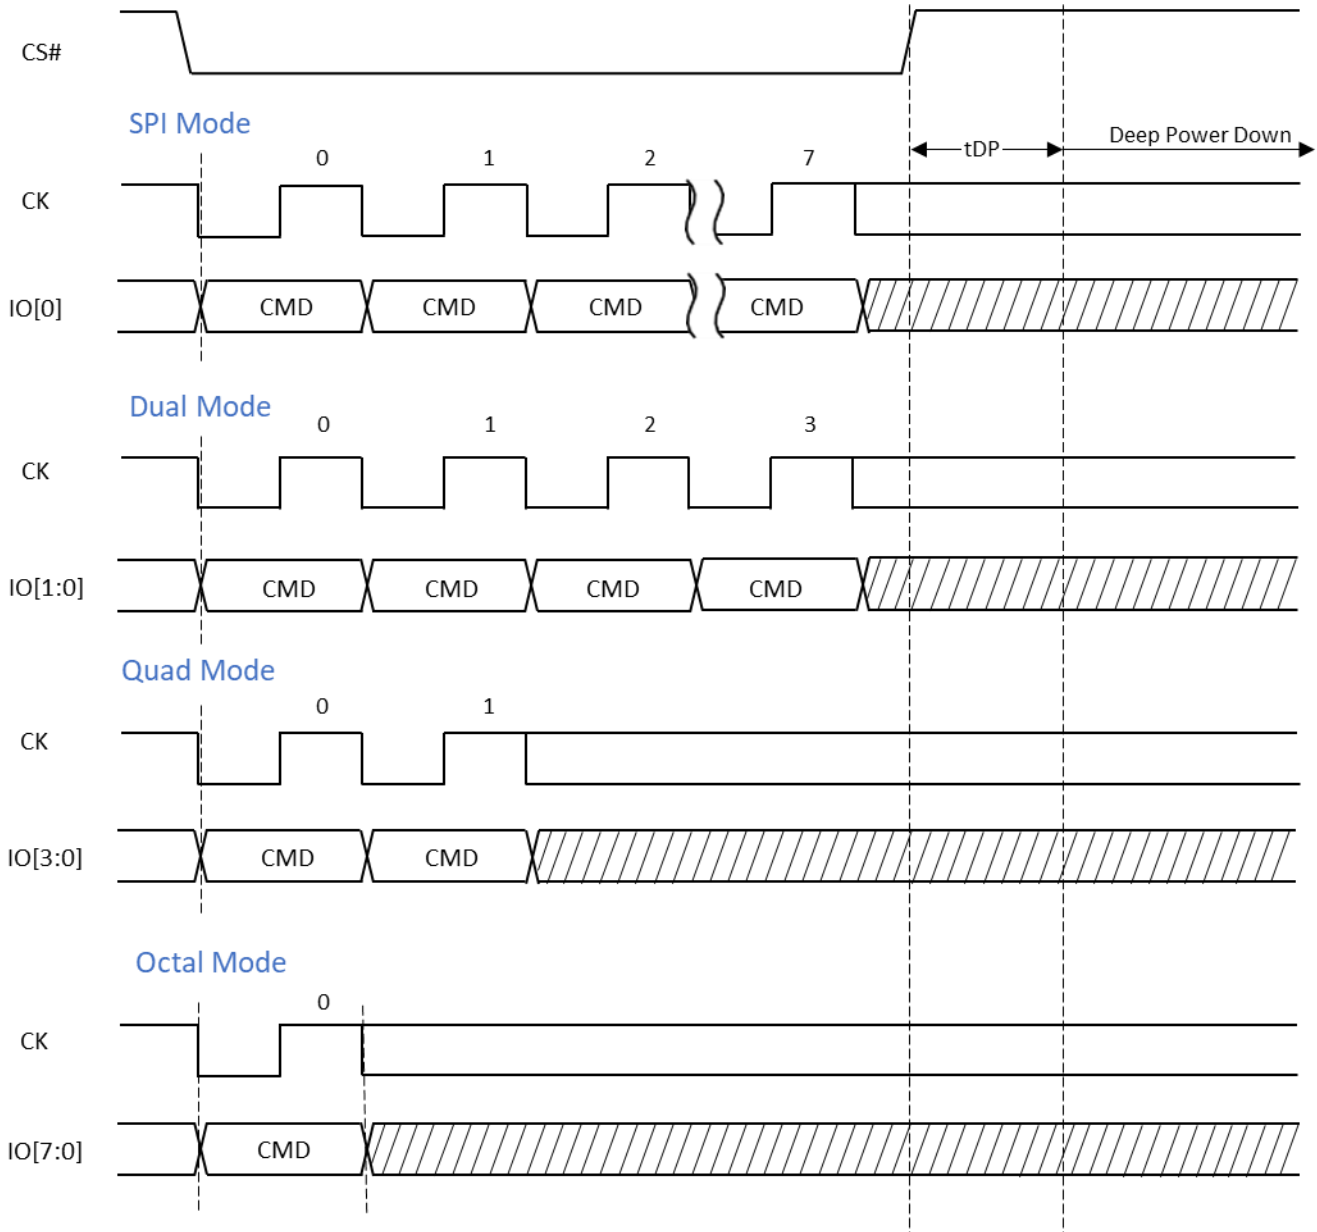 CS#
SPI Mode
tDP
Deep Power Down
0 1 2 7
CK
IO[0] CMD CMD CMD CMD
Dual Mode
0 1 2 3
CK
IO[1:0] CMD CMD CMD CMD
Quad Mode
0 1
CK
IO[3:0] CMD CMD
Octal Mode
0
CK
IO[7:0] CMD